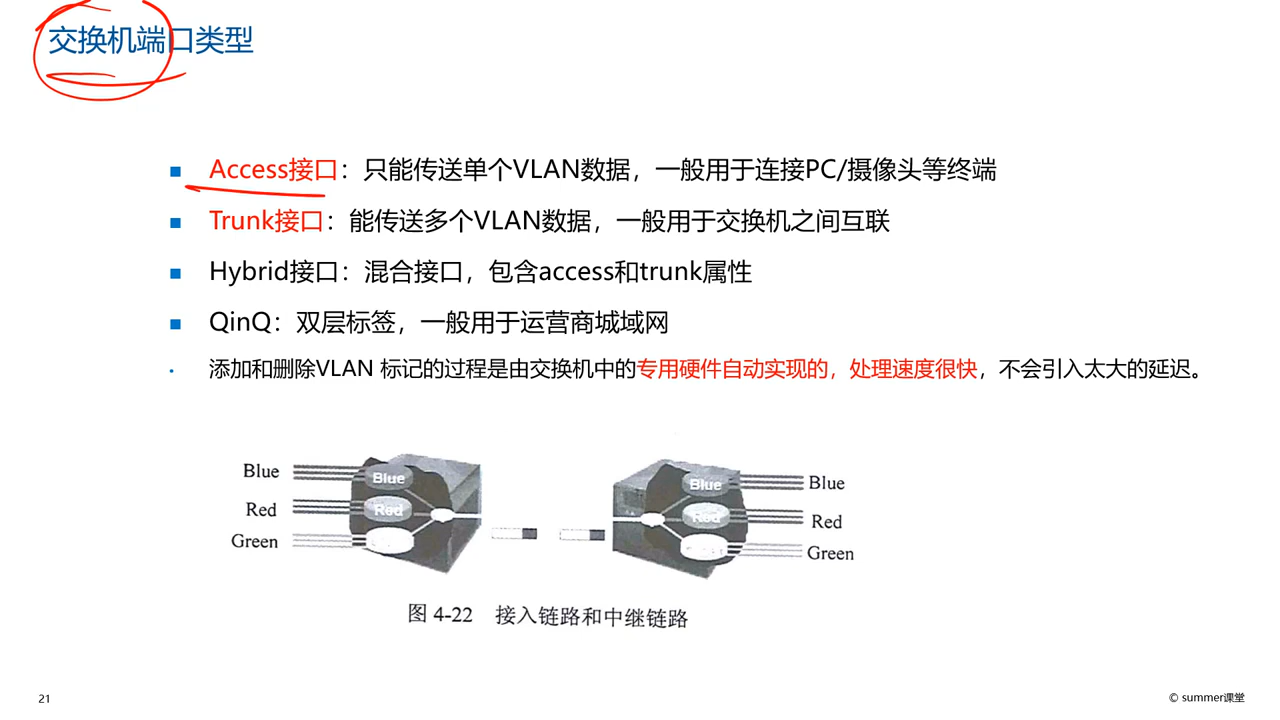 交换机端口类型
Access接口：只能传送单个VLAN数据，一般用于连接PC/摄像头等终端
Trunk接口：能传送多个VLAN数据，一般用于交换机之间互联
Hybrid接口：混合接口，包含access和trunk属性
QinQ：双层标签，一般用于运营商城域网
添加和删除VLAN 标记的过程是由交换机中的专用硬件自动实现的，处理速度很快，不会引入太大的延迟。
Blue Blue Blue Blue
Red Red Red Red
Green Green
图 4-22 接入链路和中继链路
21
© summer课堂